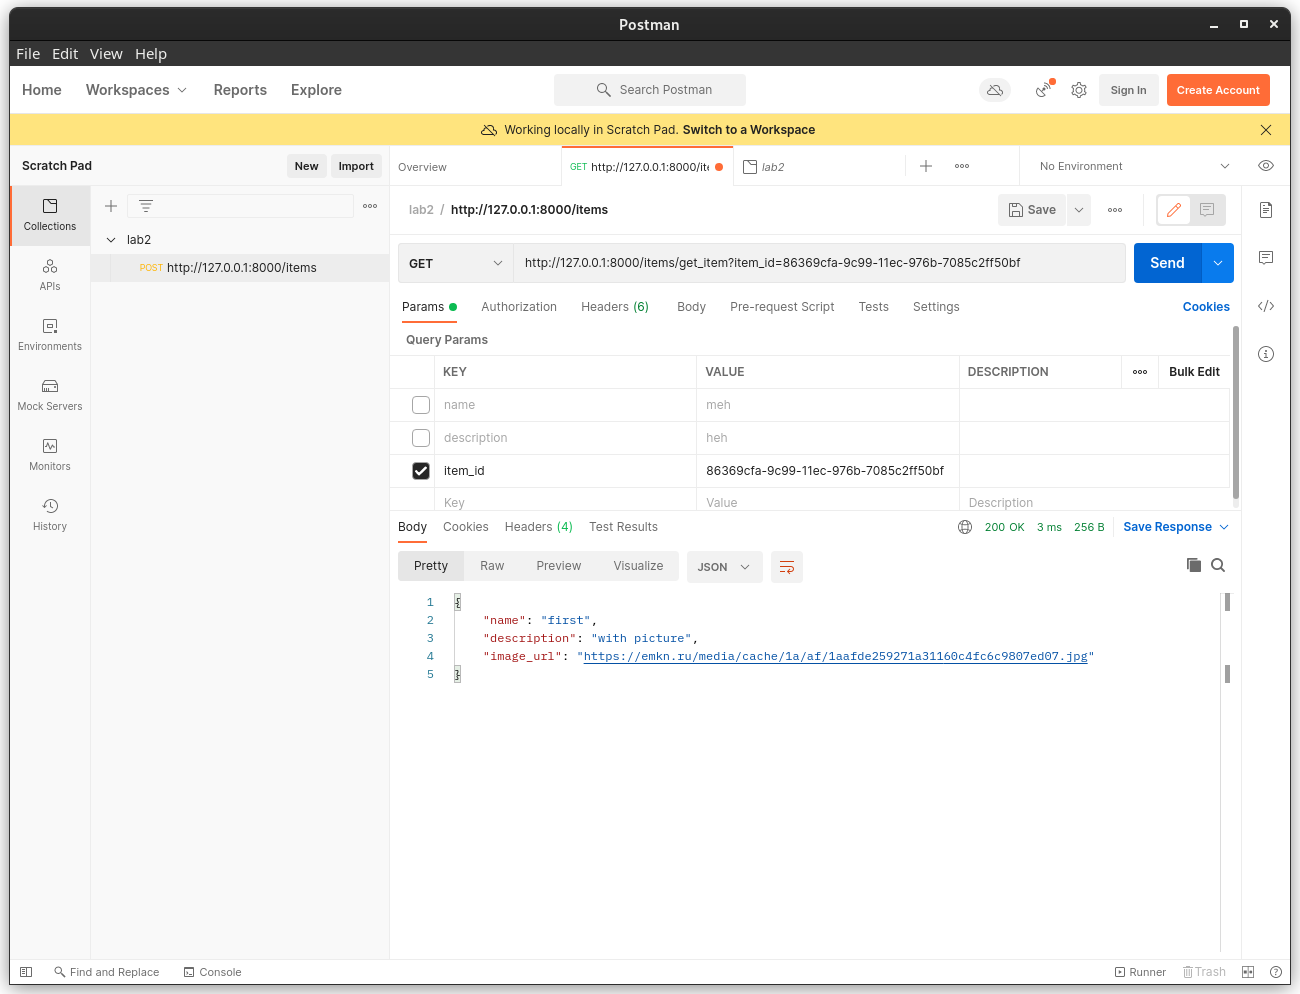 Postman
File Edit View Help
Home Workspaces Reports Explore Search Postman Sign In Create Account
Working locally in Scratch Pad. Switch to a Workspace
Scratch Pad New Import
Overview GET http://127.0.0.1:8000/ite lab2 No Environment
Collections
APIs
Environments
Mock Servers
Monitors
History
lab2
POST http://127.0.0.1:8000/items
lab2 / http://127.0.0.1:8000/items Save
GET http://127.0.0.1:8000/items/get_item?item_id=86369cfa-9c99-11ec-976b-7085c2ff50bf Send
Params Authorization Headers (6) Body Pre-request Script Tests Settings Cookies
Query Params
KEY VALUE DESCRIPTION Bulk Edit
name meh
description heh
item_id 86369cfa-9c99-11ec-976b-7085c2ff50bf
Key Value Description
Body Cookies Headers (4) Test Results 200 OK 3 ms 256 B Save Response
Pretty Raw Preview Visualize JSON
1 {
2 "name": "first",
3 "description": "with picture",
4 "image_url": "https://emkn.ru/media/cache/1a/af/1aafde259271a31160c4fc6c9807ed07.jpg"
5 }
Find and Replace Console Runner Trash